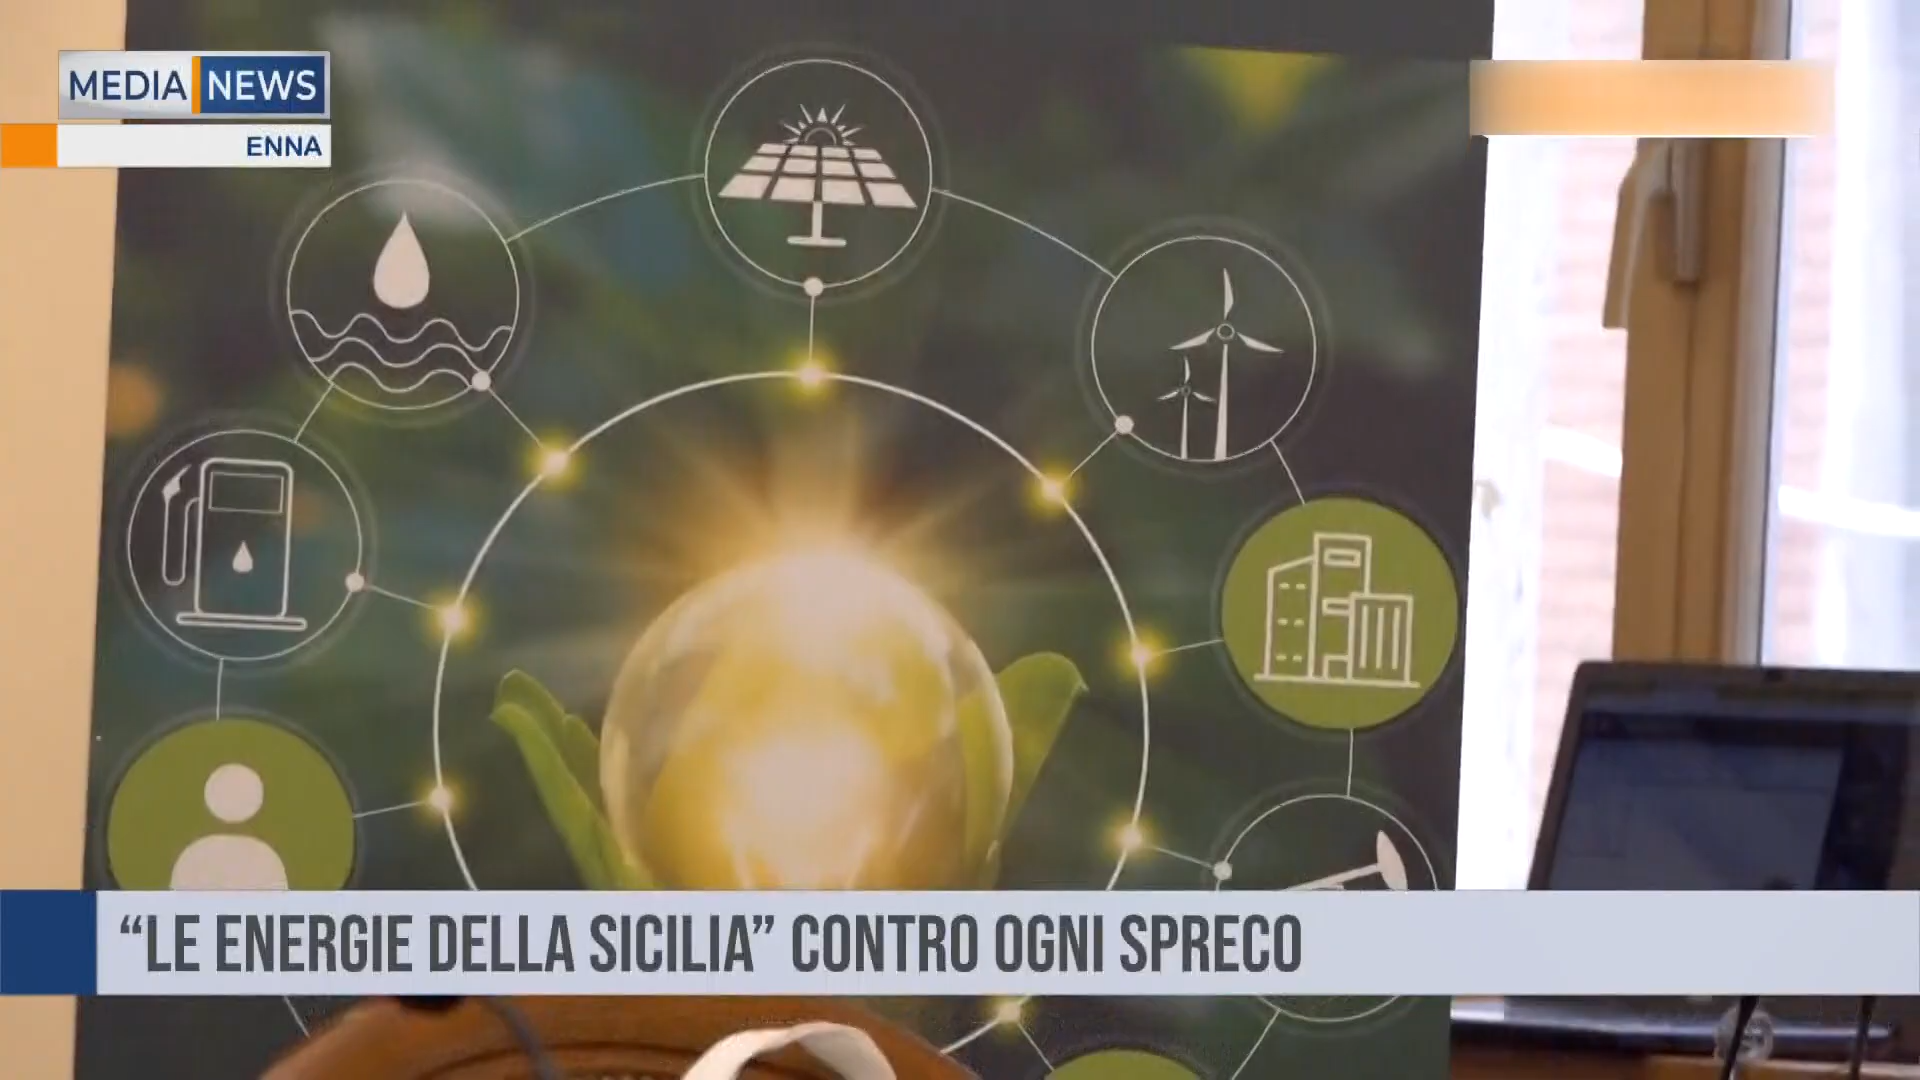 MEDIA NEWS
ENNA
“LE ENERGIE DELLA SICILIA” CONTRO OGNI SPRECO